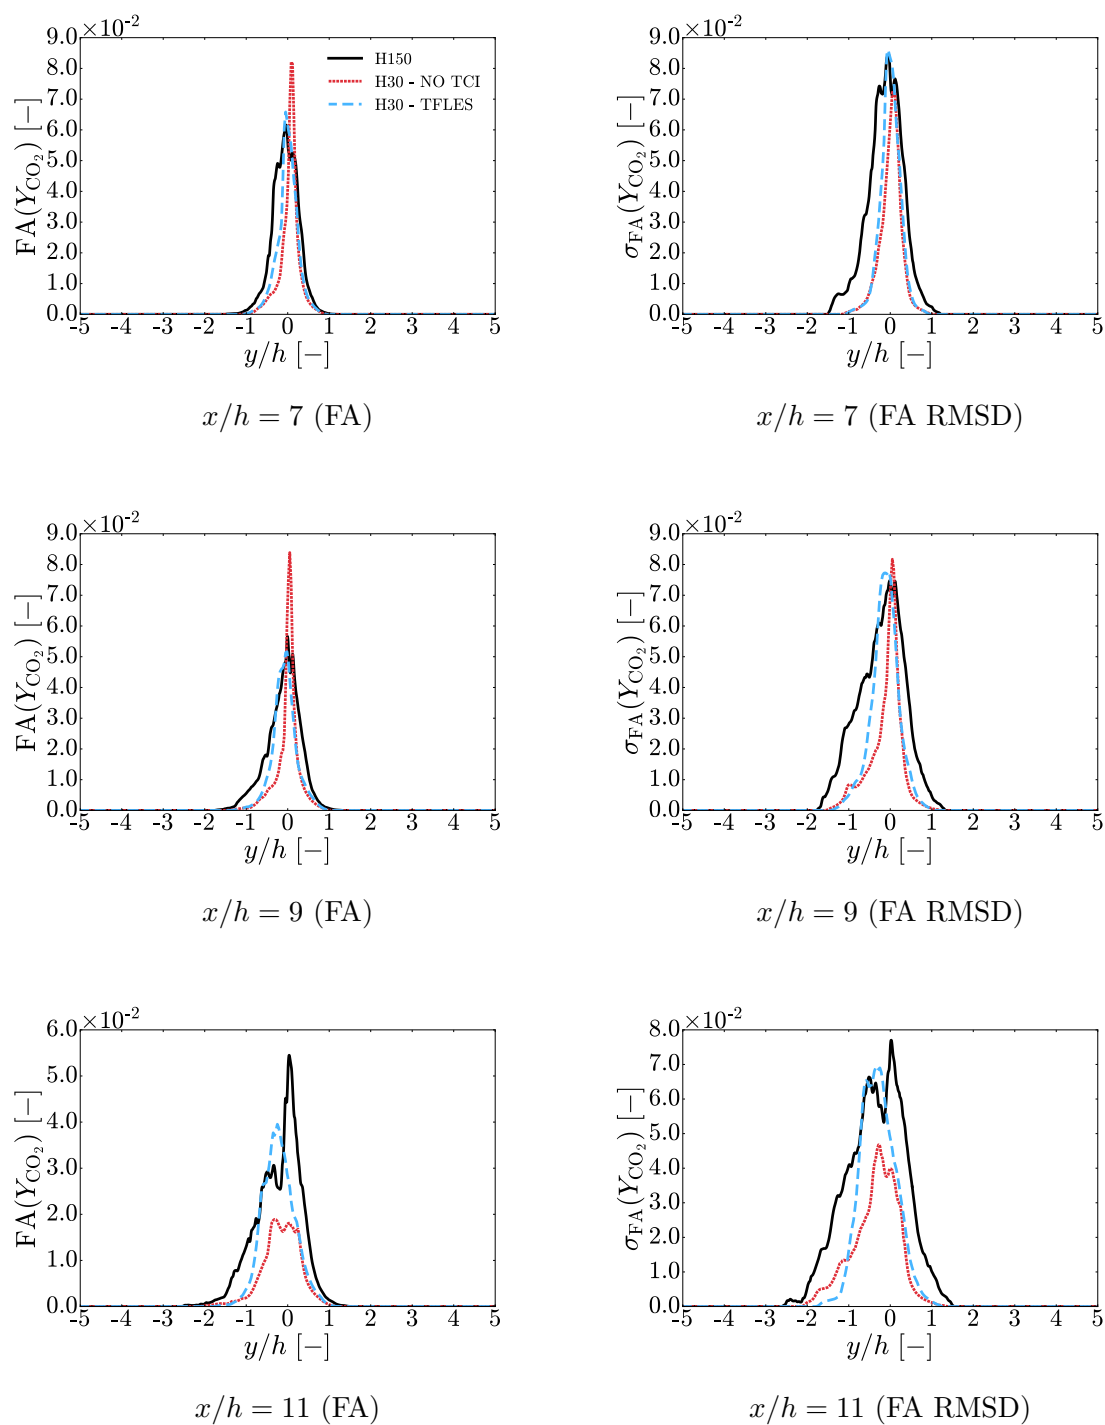 9.0 ×10⁻²
8.0
7.0
6.0
5.0
4.0
3.0
2.0
1.0
0.0
FA(Y_CO₂) [−]
H150
H30 - NO TCI
H30 - TFLES
-5 -4 -3 -2 -1 0 1 2 3 4 5
y/h [−]
x/h = 7 (FA)
9.0 ×10⁻²
8.0
7.0
6.0
5.0
4.0
3.0
2.0
1.0
0.0
σ_FA(Y_CO₂) [−]
-5 -4 -3 -2 -1 0 1 2 3 4 5
y/h [−]
x/h = 7 (FA RMSD)
9.0 ×10⁻²
8.0
7.0
6.0
5.0
4.0
3.0
2.0
1.0
0.0
FA(Y_CO₂) [−]
-5 -4 -3 -2 -1 0 1 2 3 4 5
y/h [−]
x/h = 9 (FA)
9.0 ×10⁻²
8.0
7.0
6.0
5.0
4.0
3.0
2.0
1.0
0.0
σ_FA(Y_CO₂) [−]
-5 -4 -3 -2 -1 0 1 2 3 4 5
y/h [−]
x/h = 9 (FA RMSD)
6.0 ×10⁻²
5.0
4.0
3.0
2.0
1.0
0.0
FA(Y_CO₂) [−]
-5 -4 -3 -2 -1 0 1 2 3 4 5
y/h [−]
x/h = 11 (FA)
8.0 ×10⁻²
7.0
6.0
5.0
4.0
3.0
2.0
1.0
0.0
σ_FA(Y_CO₂) [−]
-5 -4 -3 -2 -1 0 1 2 3 4 5
y/h [−]
x/h = 11 (FA RMSD)